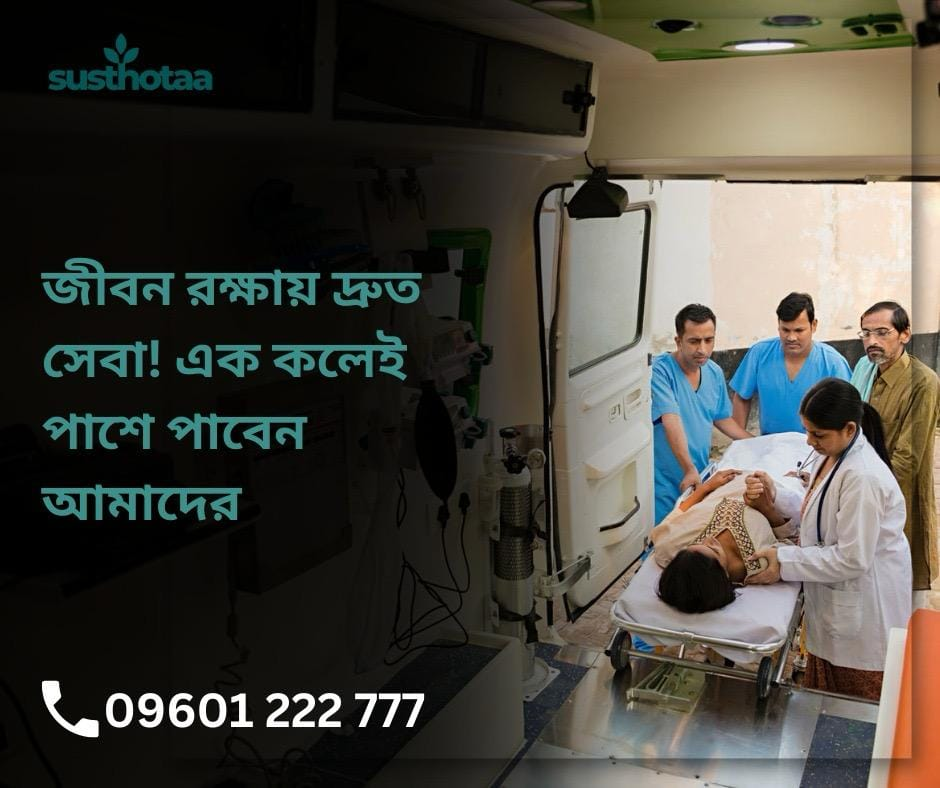 susthotaa
জীবন রক্ষায় দ্রুত
সেবা! এক কলেই
পাশে পাবেন
আমাদের
09601 222 777